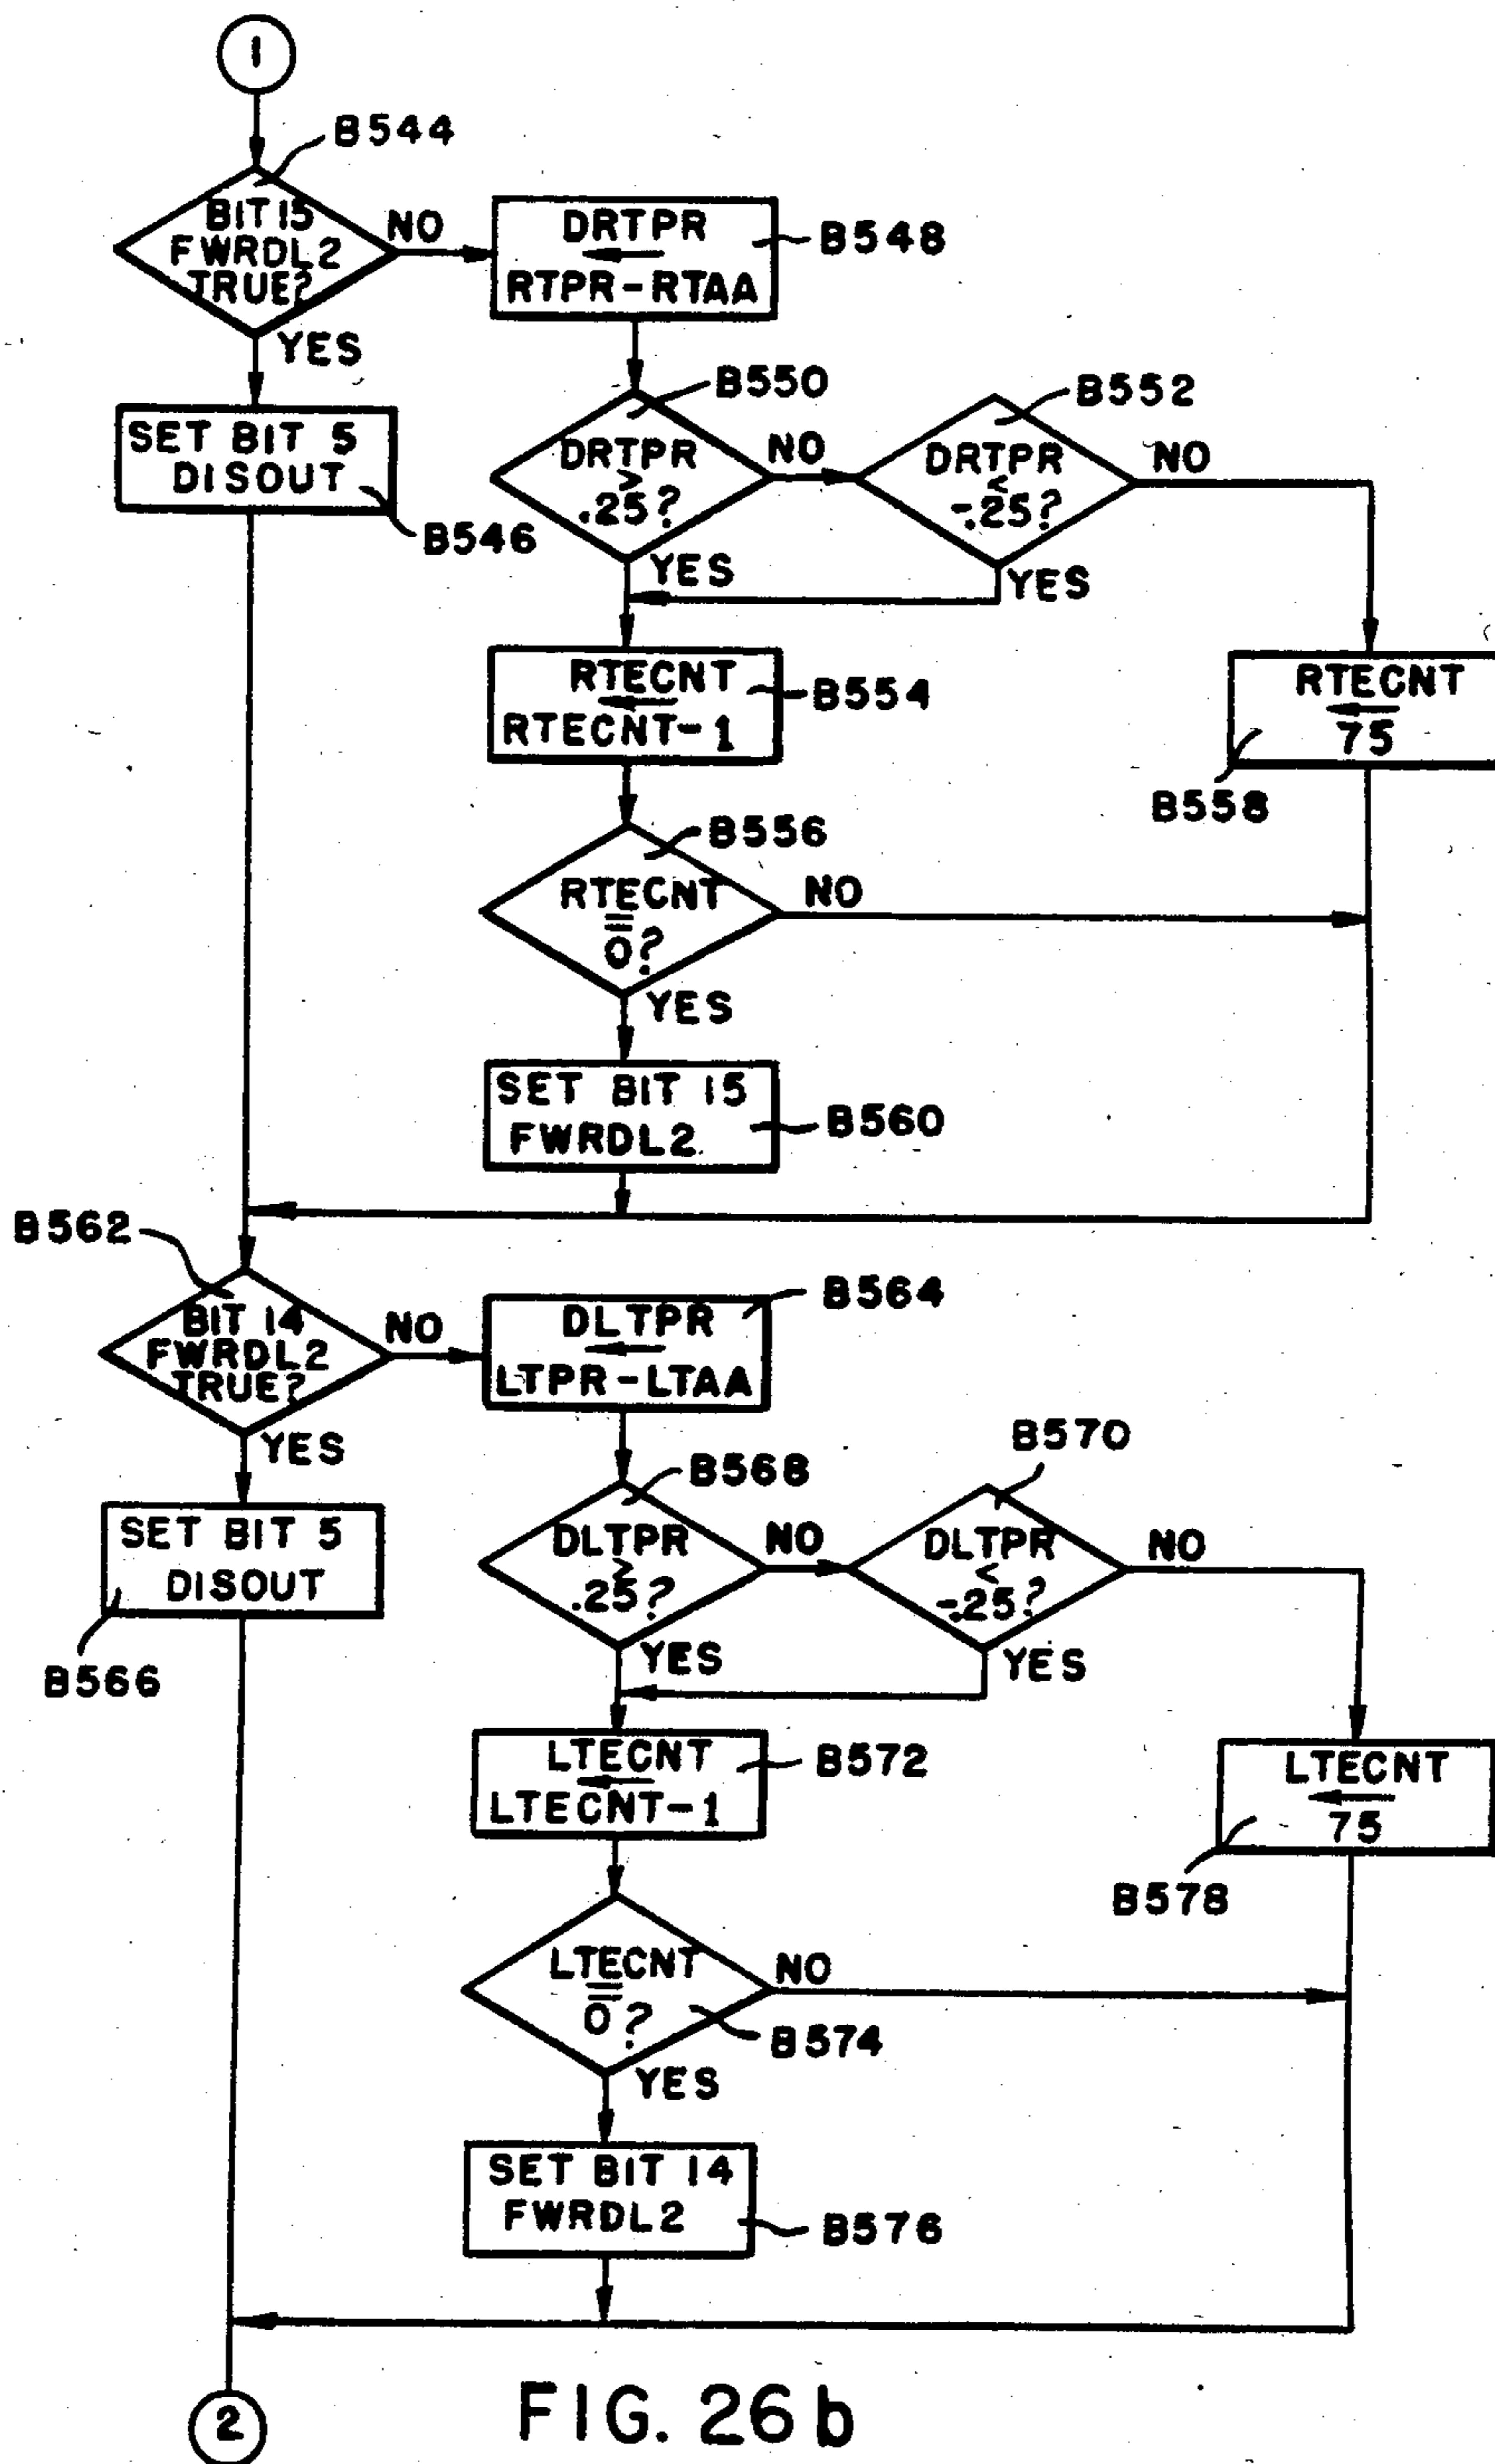 1
B544
BIT 15
FWRDL2
TRUE?
NO
YES
DRTPR
←
RTPR-RTAA
B548
SET BIT 5
DISOUT
B546
B550
DRTPR
>
.25?
NO
YES
B552
DRTPR
<
-.25?
NO
YES
RTECNT
←
RTECNT-1
B554
RTECNT
←
75
B558
B556
RTECNT
=
0?
NO
YES
SET BIT 15
FWRDL2
B560
B562
BIT 14
FWRDL2
TRUE?
NO
YES
DLTPR
←
LTPR-LTAA
B564
SET BIT 5
DISOUT
B566
B568
DLTPR
≥
.25?
NO
YES
B570
DLTPR
<
-.25?
NO
YES
LTECNT
←
LTECNT-1
B572
LTECNT
←
75
B578
LTECNT
=
0?
NO
B574
YES
SET BIT 14
FWRDL2
B576
2
FIG. 26b